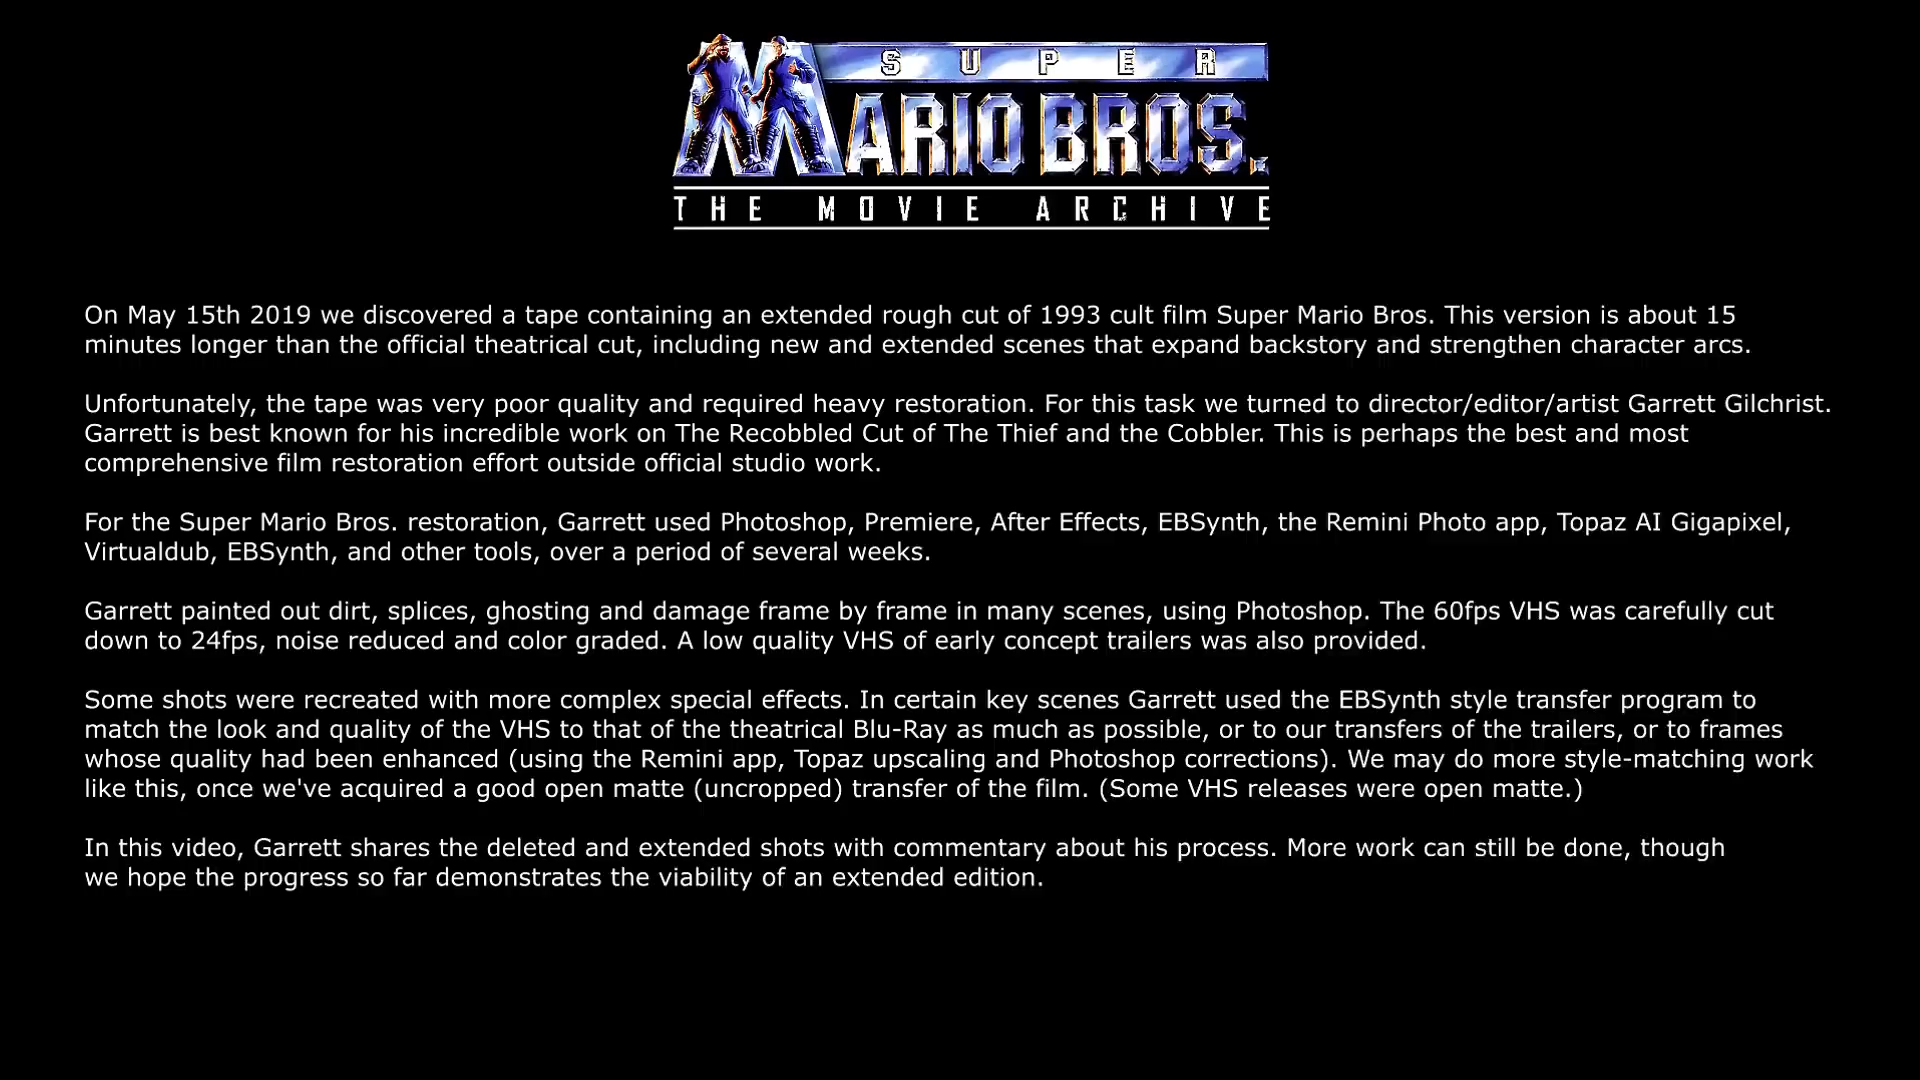 SUPER
MARIO BROS.
THE MOVIE ARCHIVE
On May 15th 2019 we discovered a tape containing an extended rough cut of 1993 cult film Super Mario Bros. This version is about 15
minutes longer than the official theatrical cut, including new and extended scenes that expand backstory and strengthen character arcs.
Unfortunately, the tape was very poor quality and required heavy restoration. For this task we turned to director/editor/artist Garrett Gilchrist.
Garrett is best known for his incredible work on The Recobbled Cut of The Thief and the Cobbler. This is perhaps the best and most
comprehensive film restoration effort outside official studio work.
For the Super Mario Bros. restoration, Garrett used Photoshop, Premiere, After Effects, EBSynth, the Remini Photo app, Topaz AI Gigapixel,
Virtualdub, EBSynth, and other tools, over a period of several weeks.
Garrett painted out dirt, splices, ghosting and damage frame by frame in many scenes, using Photoshop. The 60fps VHS was carefully cut
down to 24fps, noise reduced and color graded. A low quality VHS of early concept trailers was also provided.
Some shots were recreated with more complex special effects. In certain key scenes Garrett used the EBSynth style transfer program to
match the look and quality of the VHS to that of the theatrical Blu-Ray as much as possible, or to our transfers of the trailers, or to frames
whose quality had been enhanced (using the Remini app, Topaz upscaling and Photoshop corrections). We may do more style-matching work
like this, once we've acquired a good open matte (uncropped) transfer of the film. (Some VHS releases were open matte.)
In this video, Garrett shares the deleted and extended shots with commentary about his process. More work can still be done, though
we hope the progress so far demonstrates the viability of an extended edition.